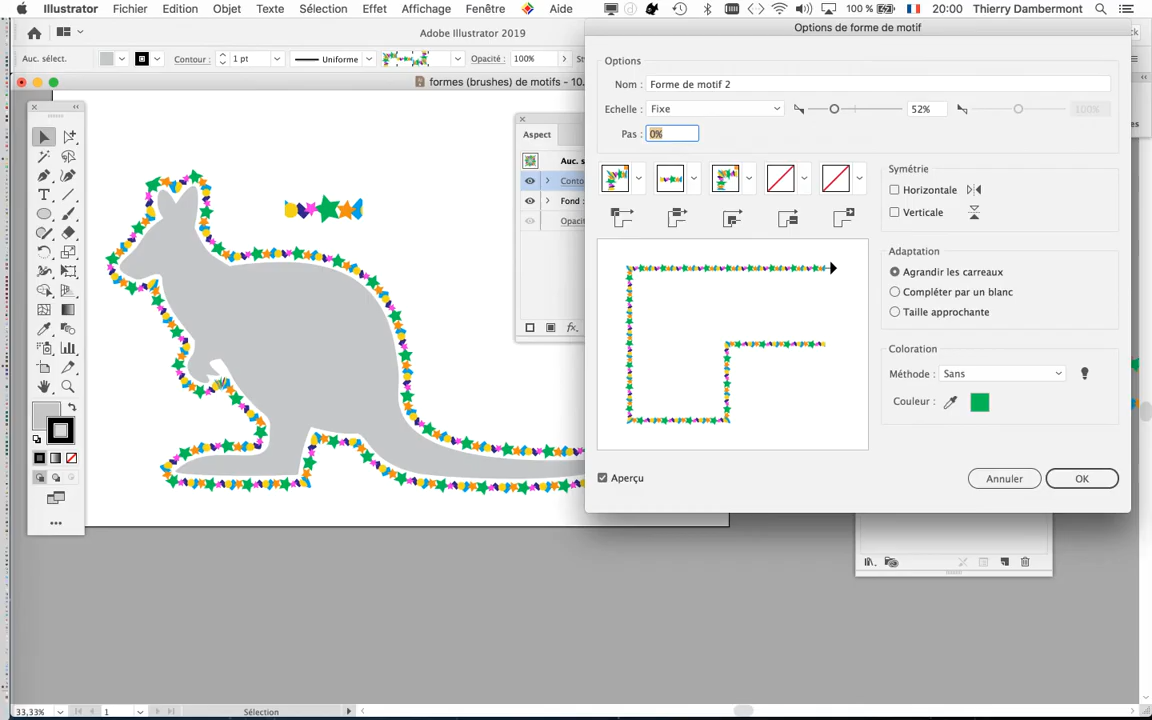 Illustrator Fichier Edition Objet Texte Sélection Effet Affichage Fenêtre Aide 100 % 20:00 Thierry Dambermont
Adobe Illustrator 2019
Options de forme de motif
Auc. sélect. Contour : 1 pt Uniforme Opacité : 100%
formes (brushes) de motifs - 10.
Options
Nom : Forme de motif 2
Echelle : Fixe 52% 100%
Pas : 0%
Aspect
Auc. s
Conto
Fond :
Opaci
fx
Symétrie
Horizontale
Verticale
Adaptation
Agrandir les carreaux
Compléter par un blanc
Taille approchante
Coloration
Méthode : Sans
Couleur :
Aperçu
Annuler OK
33,33% 1 Sélection